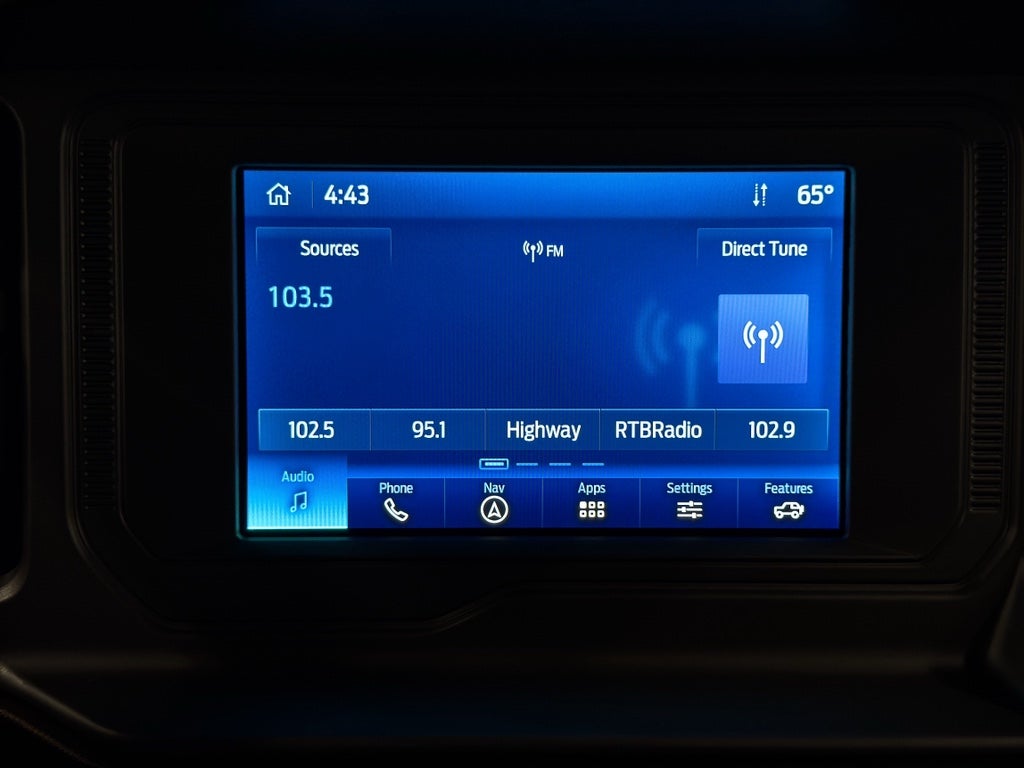 4:43 65°
Sources FM Direct Tune
103.5
102.5 95.1 Highway RTBRadio 102.9
Audio Phone Nav Apps Settings Features